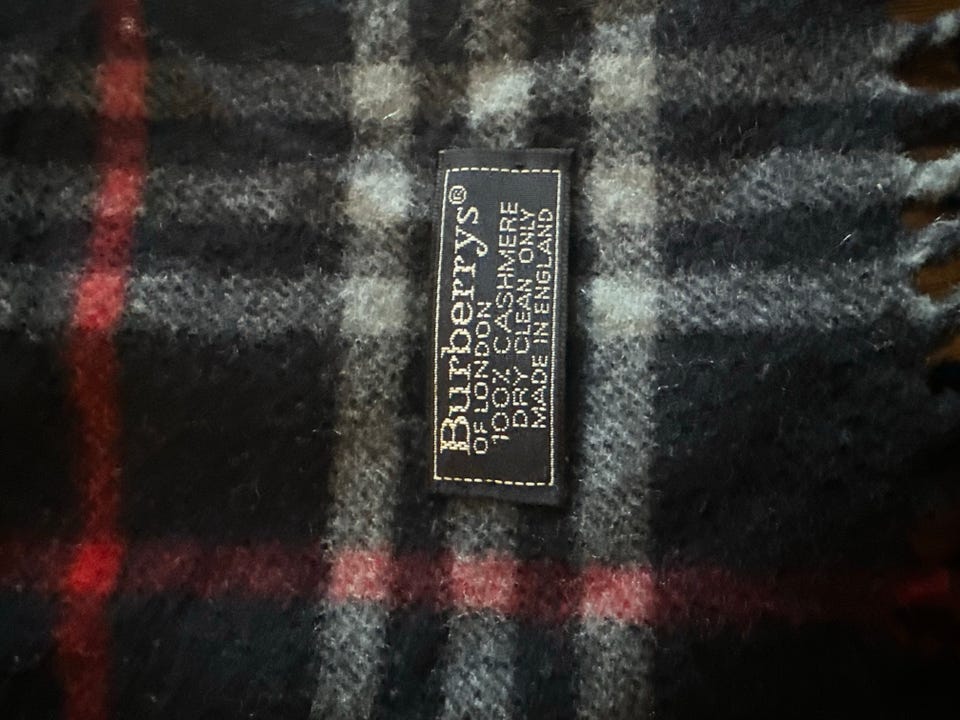 Burberrys®
OF LONDON
100% CASHMERE
DRY CLEAN ONLY
MADE IN ENGLAND